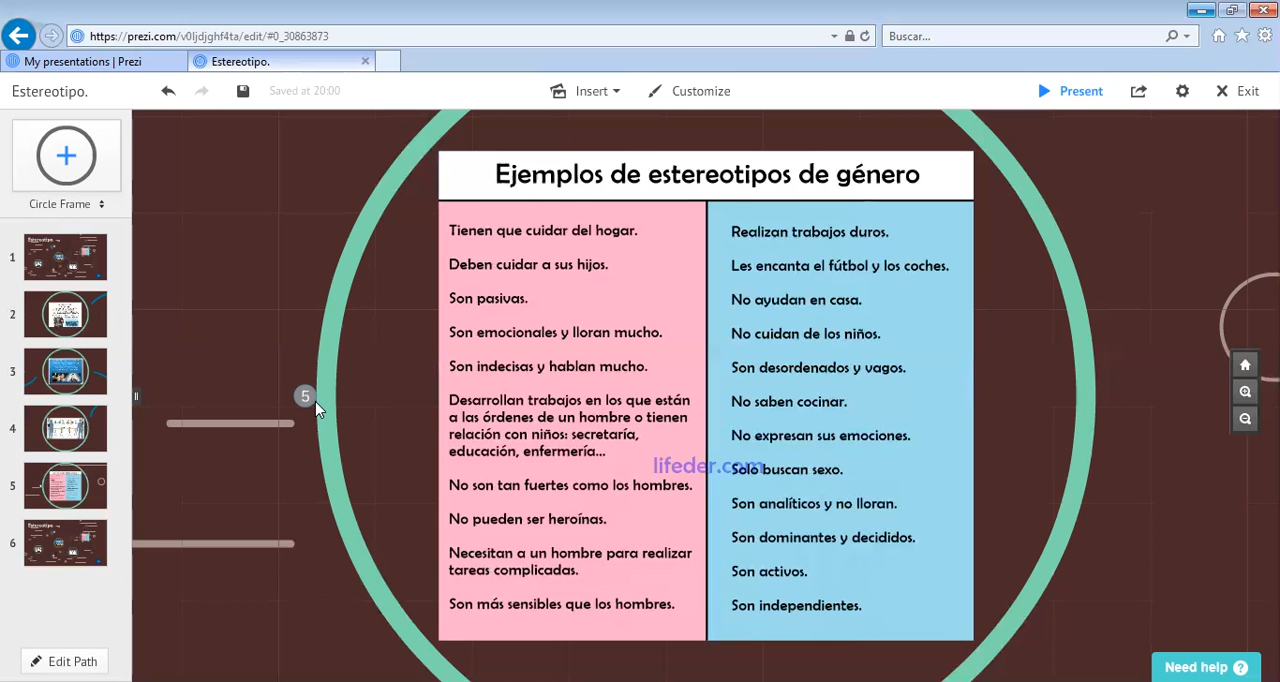 https://prezi.com/v0ljdjghf4ta/edit/#0_30863873
Buscar...
My presentations | Prezi
Estereotipo.
Estereotipo.
Saved at 20:00
Insert
Customize
Present
Exit
Circle Frame
1
2
3
4
5
6
Edit Path
5
Ejemplos de estereotipos de género
Tienen que cuidar del hogar.
Deben cuidar a sus hijos.
Son pasivas.
Son emocionales y lloran mucho.
Son indecisas y hablan mucho.
Desarrollan trabajos en los que están
a las órdenes de un hombre o tienen
relación con niños: secretaría,
educación, enfermería...
No son tan fuertes como los hombres.
No pueden ser heroínas.
Necesitan a un hombre para realizar
tareas complicadas.
Son más sensibles que los hombres.
Realizan trabajos duros.
Les encanta el fútbol y los coches.
No ayudan en casa.
No cuidan de los niños.
Son desordenados y vagos.
No saben cocinar.
No expresan sus emociones.
Solo buscan sexo.
Son analíticos y no lloran.
Son dominantes y decididos.
Son activos.
Son independientes.
lifeder.com
Need help ?